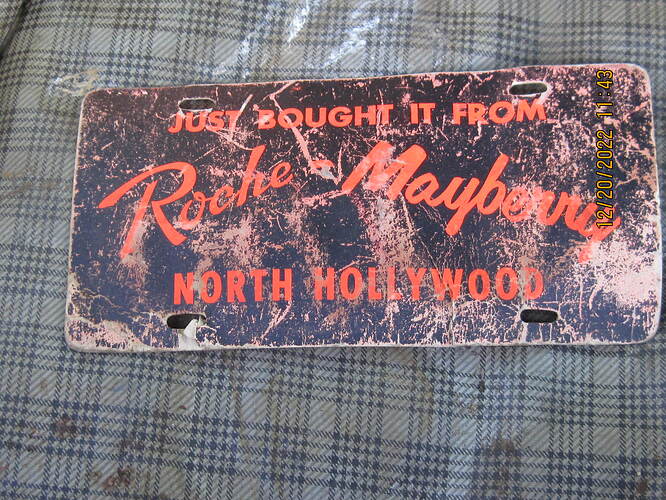 JUST BOUGHT IT FROM
Roche - Mayberry
NORTH HOLLYWOOD
12/20/2022 11:43